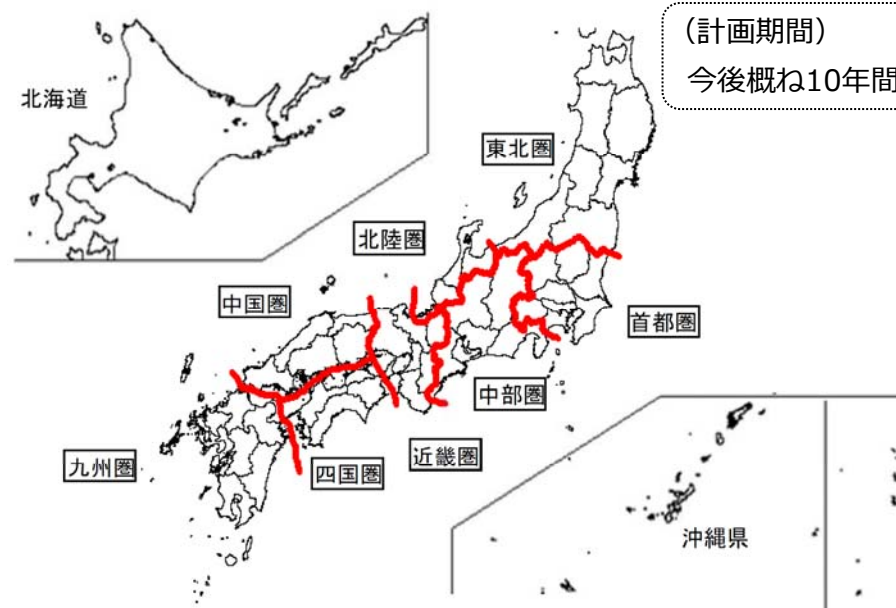 (計画期間)
今後概ね10年間
北海道
東北圏
北陸圏
中国圏
首都圏
中部圏
近畿圏
四国圏
九州圏
沖縄県